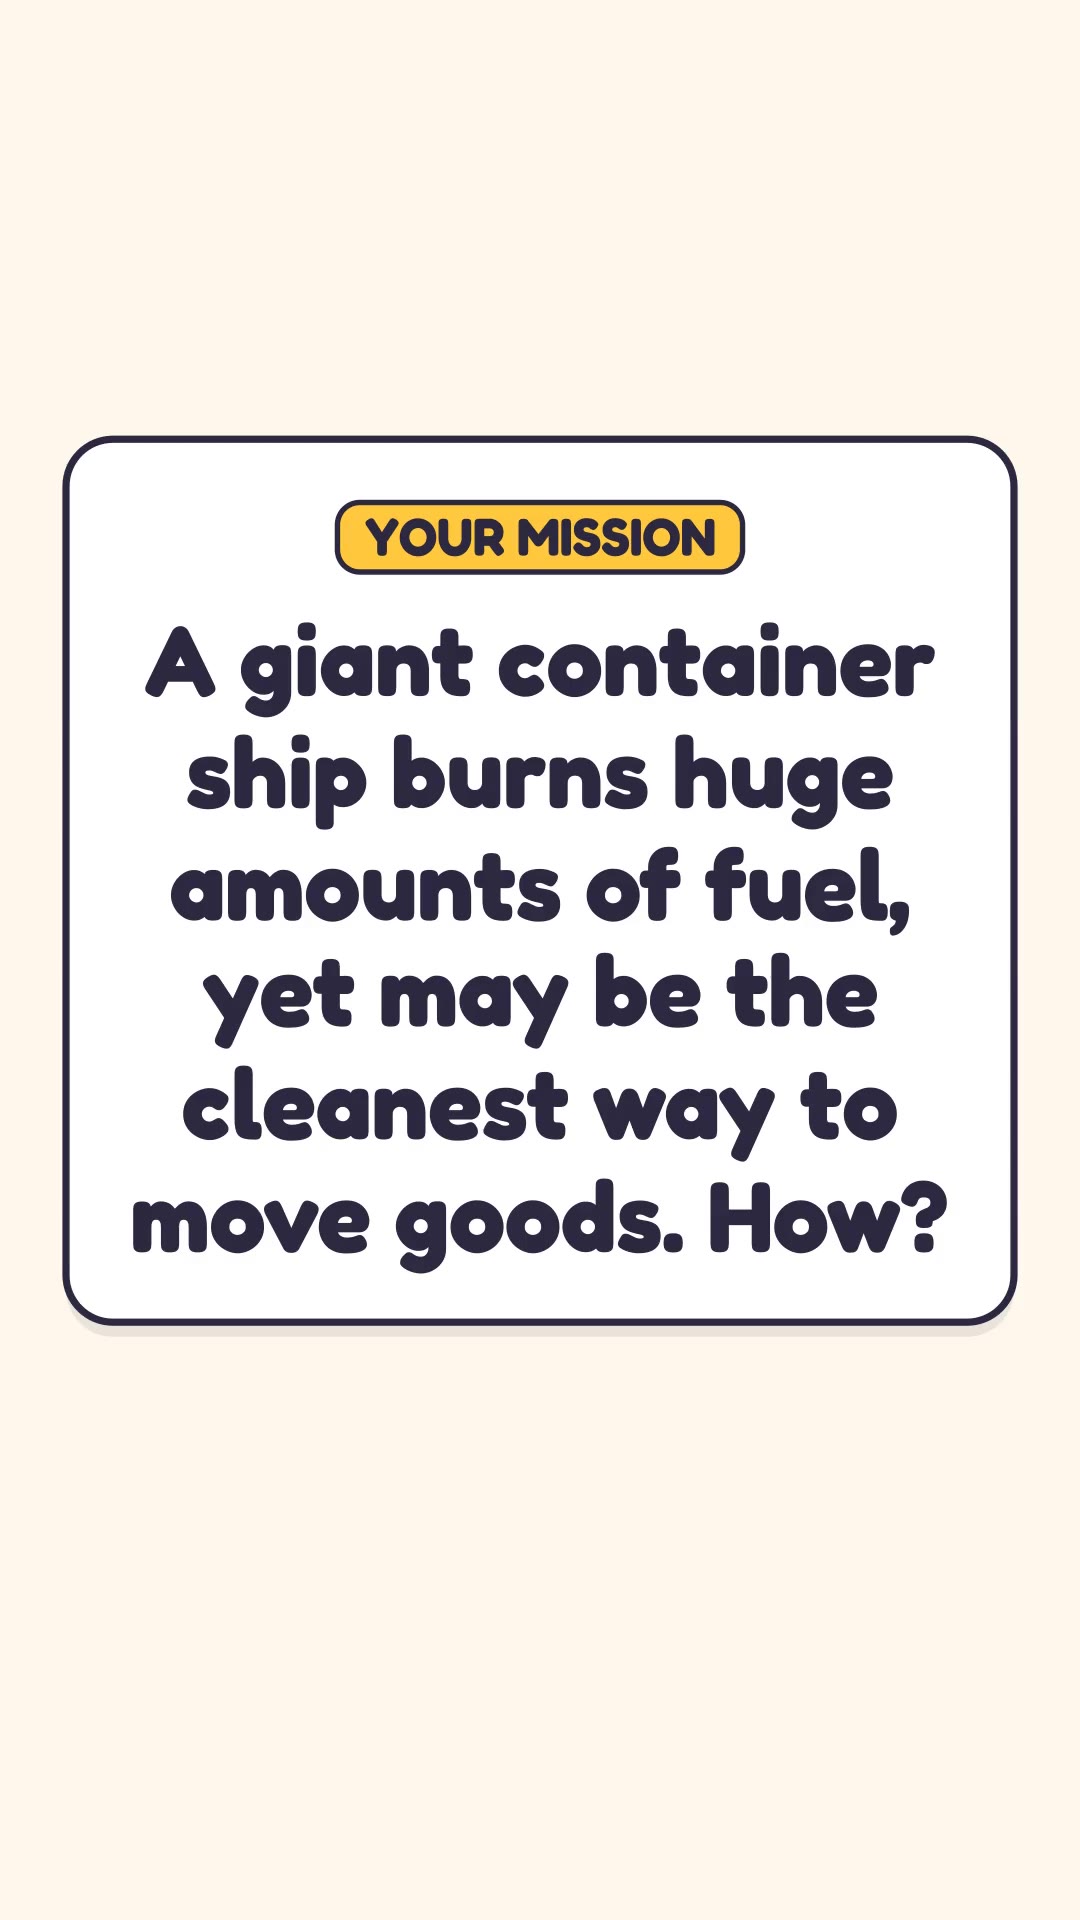 YOUR MISSION
A giant container
ship burns huge
amounts of fuel,
yet may be the
cleanest way to
move goods. How?